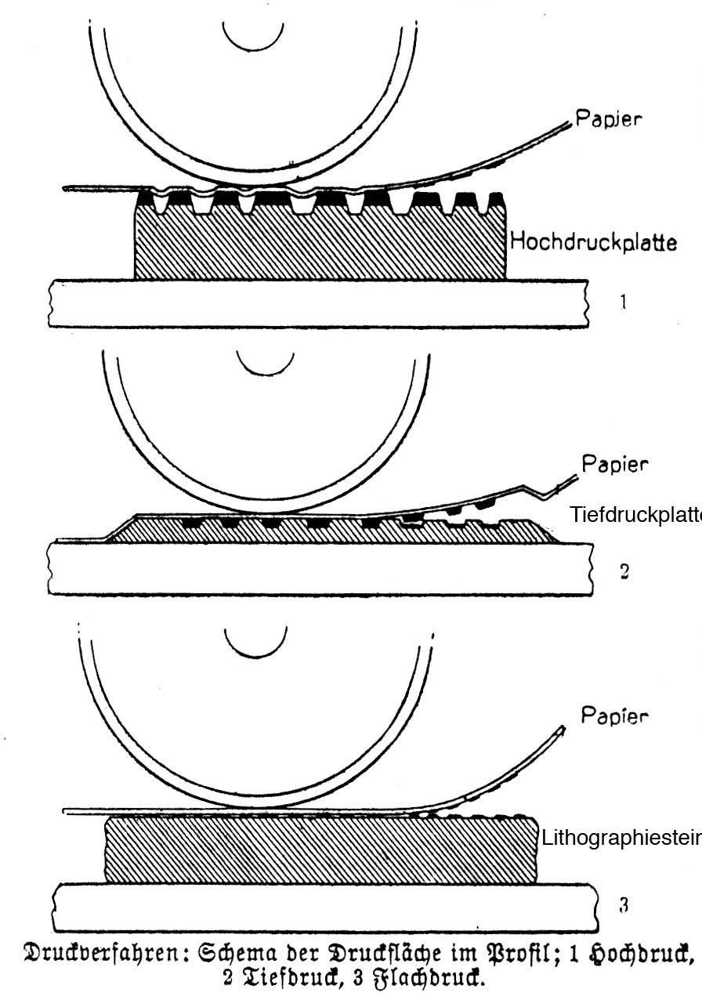 Papier
Hochdruckplatte
1
Papier
Tiefdruckplatte
2
Papier
Lithographiestein
3
Druckverfahren: Schema der Druckfläche im Profil; 1 Hochdruck,
2 Tiefdruck, 3 Flachdruck.